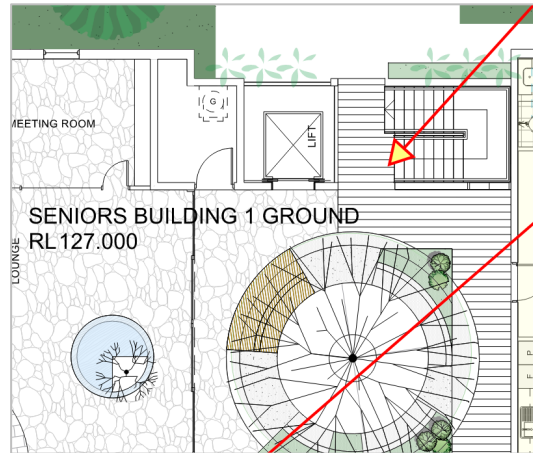 G
MEETING ROOM
LIFT
SENIORS BUILDING 1 GROUND
RL 127.000
LOUNGE
P
F